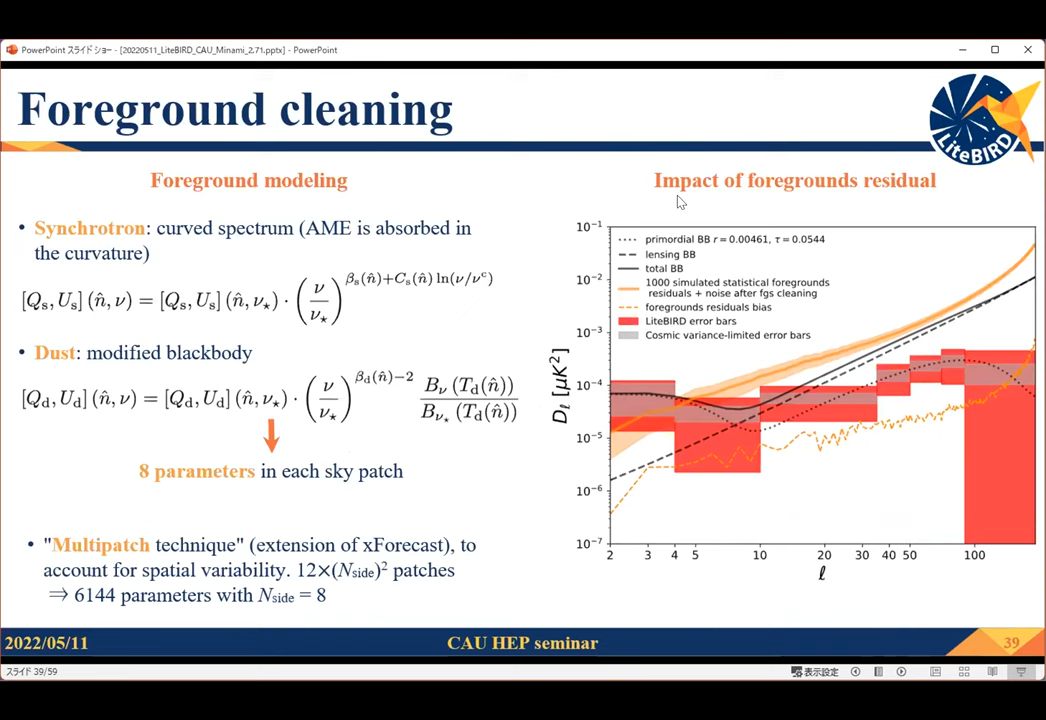 PowerPoint スライド ショー - [20220511_LiteBIRD_CAU_Minami_2.71.pptx] - PowerPoint
Foreground cleaning
LiteBIRD
Foreground modeling
• Synchrotron: curved spectrum (AME is absorbed in
the curvature)
[Qs, Us] (n̂, ν) = [Qs, Us] (n̂, ν⋆) · (ν/ν⋆)^βs(n̂)+Cs(n̂) ln(ν/νᶜ)
• Dust: modified blackbody
[Qd, Ud] (n̂, ν) = [Qd, Ud] (n̂, ν⋆) · (ν/ν⋆)^βd(n̂)−2 Bν (Td(n̂)) / Bν⋆ (Td(n̂))
8 parameters in each sky patch
• "Multipatch technique" (extension of xForecast), to
account for spatial variability. 12×(Nside)² patches
⇒ 6144 parameters with Nside = 8
Impact of foregrounds residual
primordial BB r = 0.00461, τ = 0.0544
lensing BB
total BB
1000 simulated statistical foregrounds
residuals + noise after fgs cleaning
foregrounds residuals bias
LiteBIRD error bars
Cosmic variance-limited error bars
Dℓ [μK²]
10⁻¹
10⁻²
10⁻³
10⁻⁴
10⁻⁵
10⁻⁶
10⁻⁷
2 3 4 5 10 20 30 40 50 100
ℓ
2022/05/11
CAU HEP seminar
39
スライド 39/59
表示設定